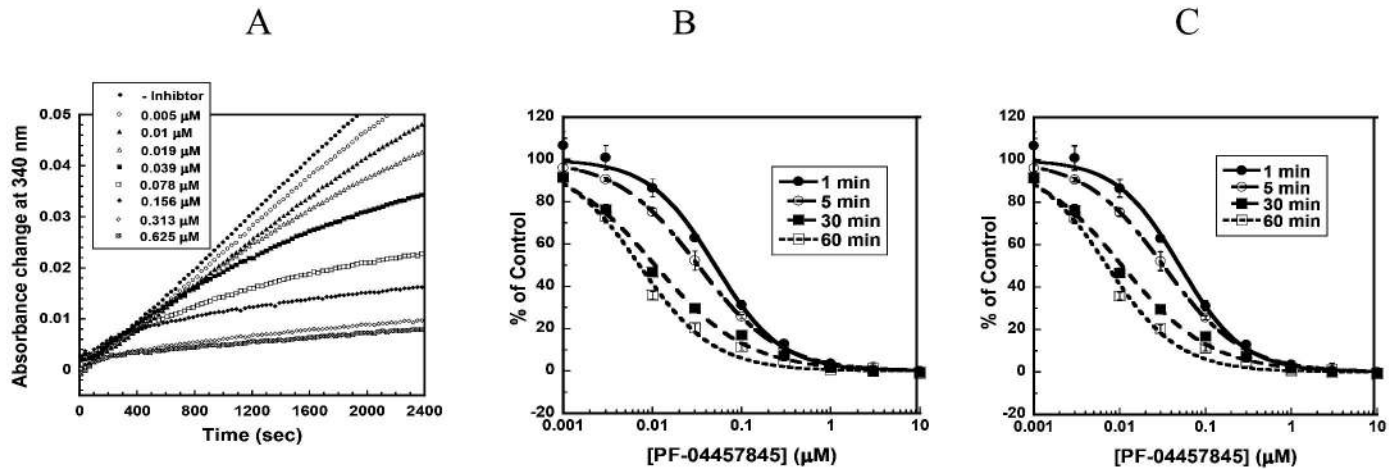 A
B
C
- Inhibtor
0.005 µM
0.01 µM
0.019 µM
0.039 µM
0.078 µM
0.156 µM
0.313 µM
0.625 µM
0.05
0.04
0.03
0.02
0.01
0
Absorbance change at 340 nm
0 400 800 1200 1600 2000 2400
Time (sec)
120
100
80
60
40
20
0
-20
% of Control
1 min
5 min
30 min
60 min
0.001 0.01 0.1 1 10
[PF-04457845] (µM)
120
100
80
60
40
20
0
-20
% of Control
1 min
5 min
30 min
60 min
0.001 0.01 0.1 1 10
[PF-04457845] (µM)